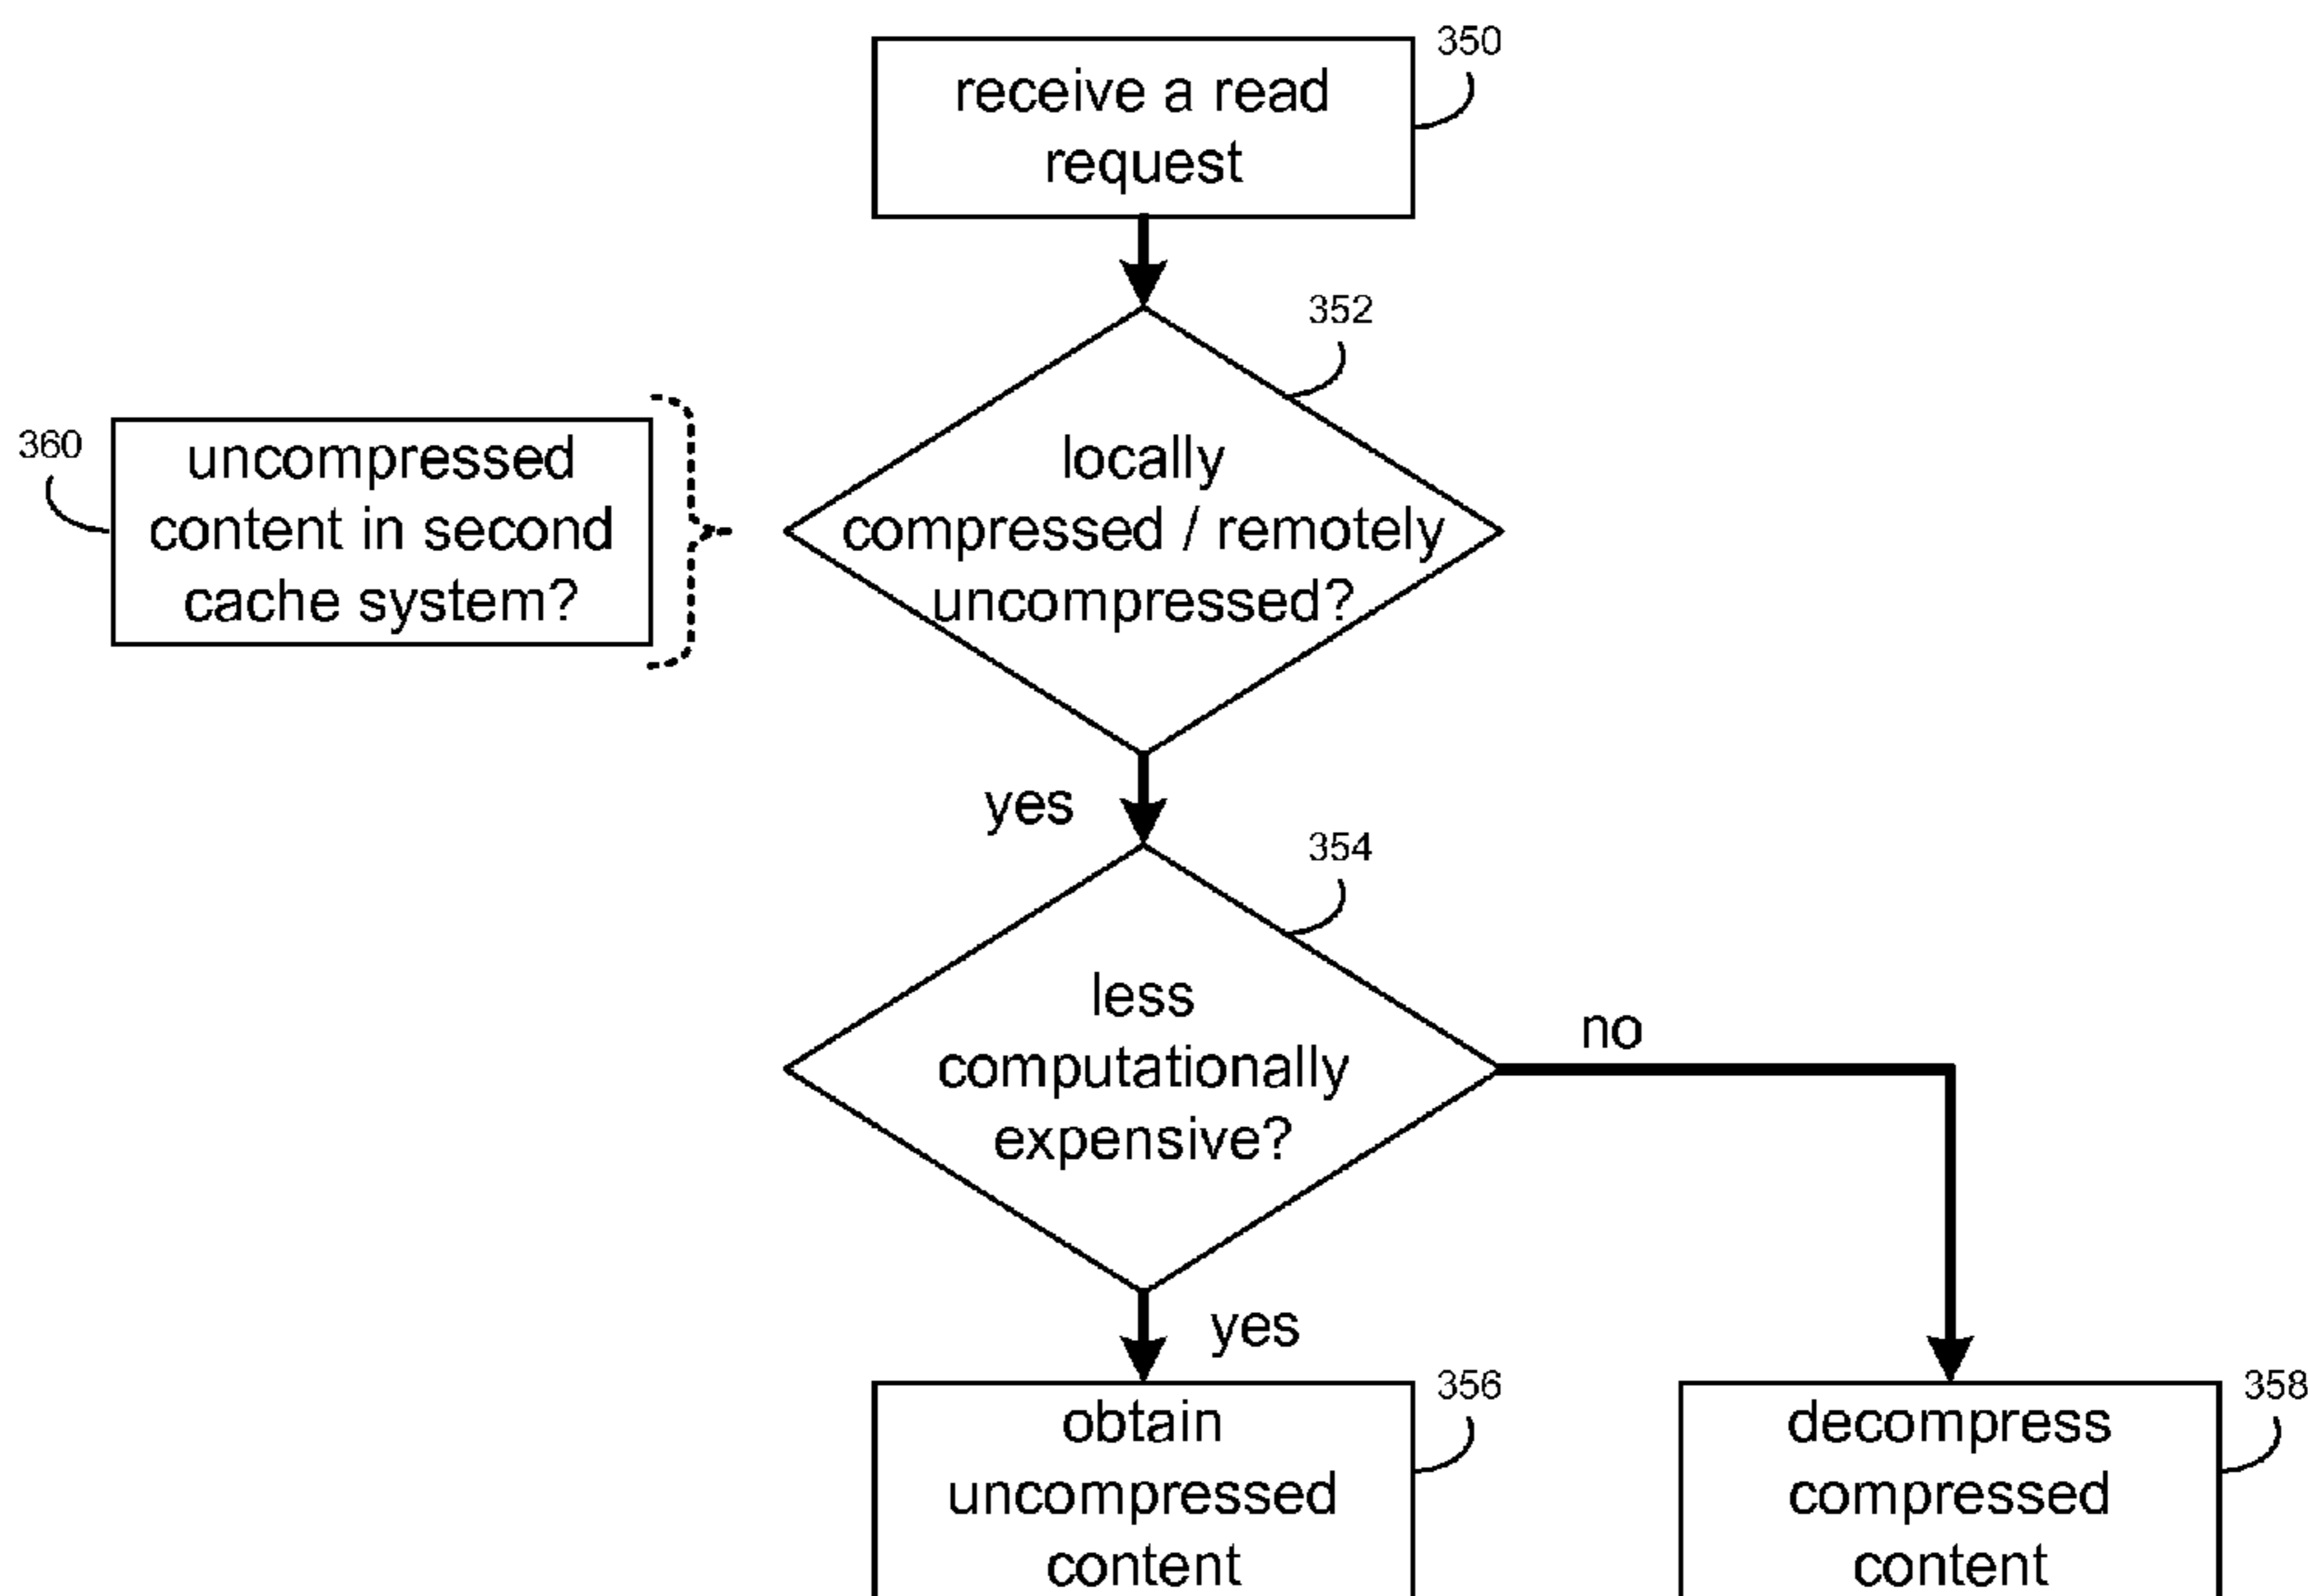 350
receive a read
request
352
360
uncompressed
content in second
cache system?
locally
compressed / remotely
uncompressed?
yes
354
less
computationally
expensive?
no
yes
356
obtain
uncompressed
content
358
decompress
compressed
content